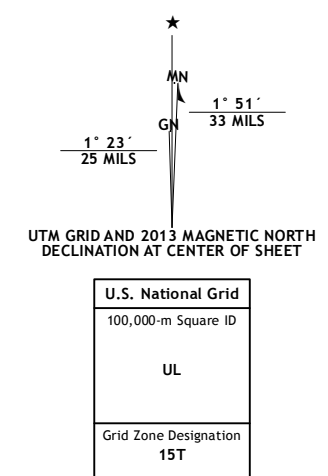 MN
GN
1° 51´
33 MILS
1° 23´
25 MILS
UTM GRID AND 2013 MAGNETIC NORTH
DECLINATION AT CENTER OF SHEET
U.S. National Grid
100,000-m Square ID
UL
Grid Zone Designation
15T